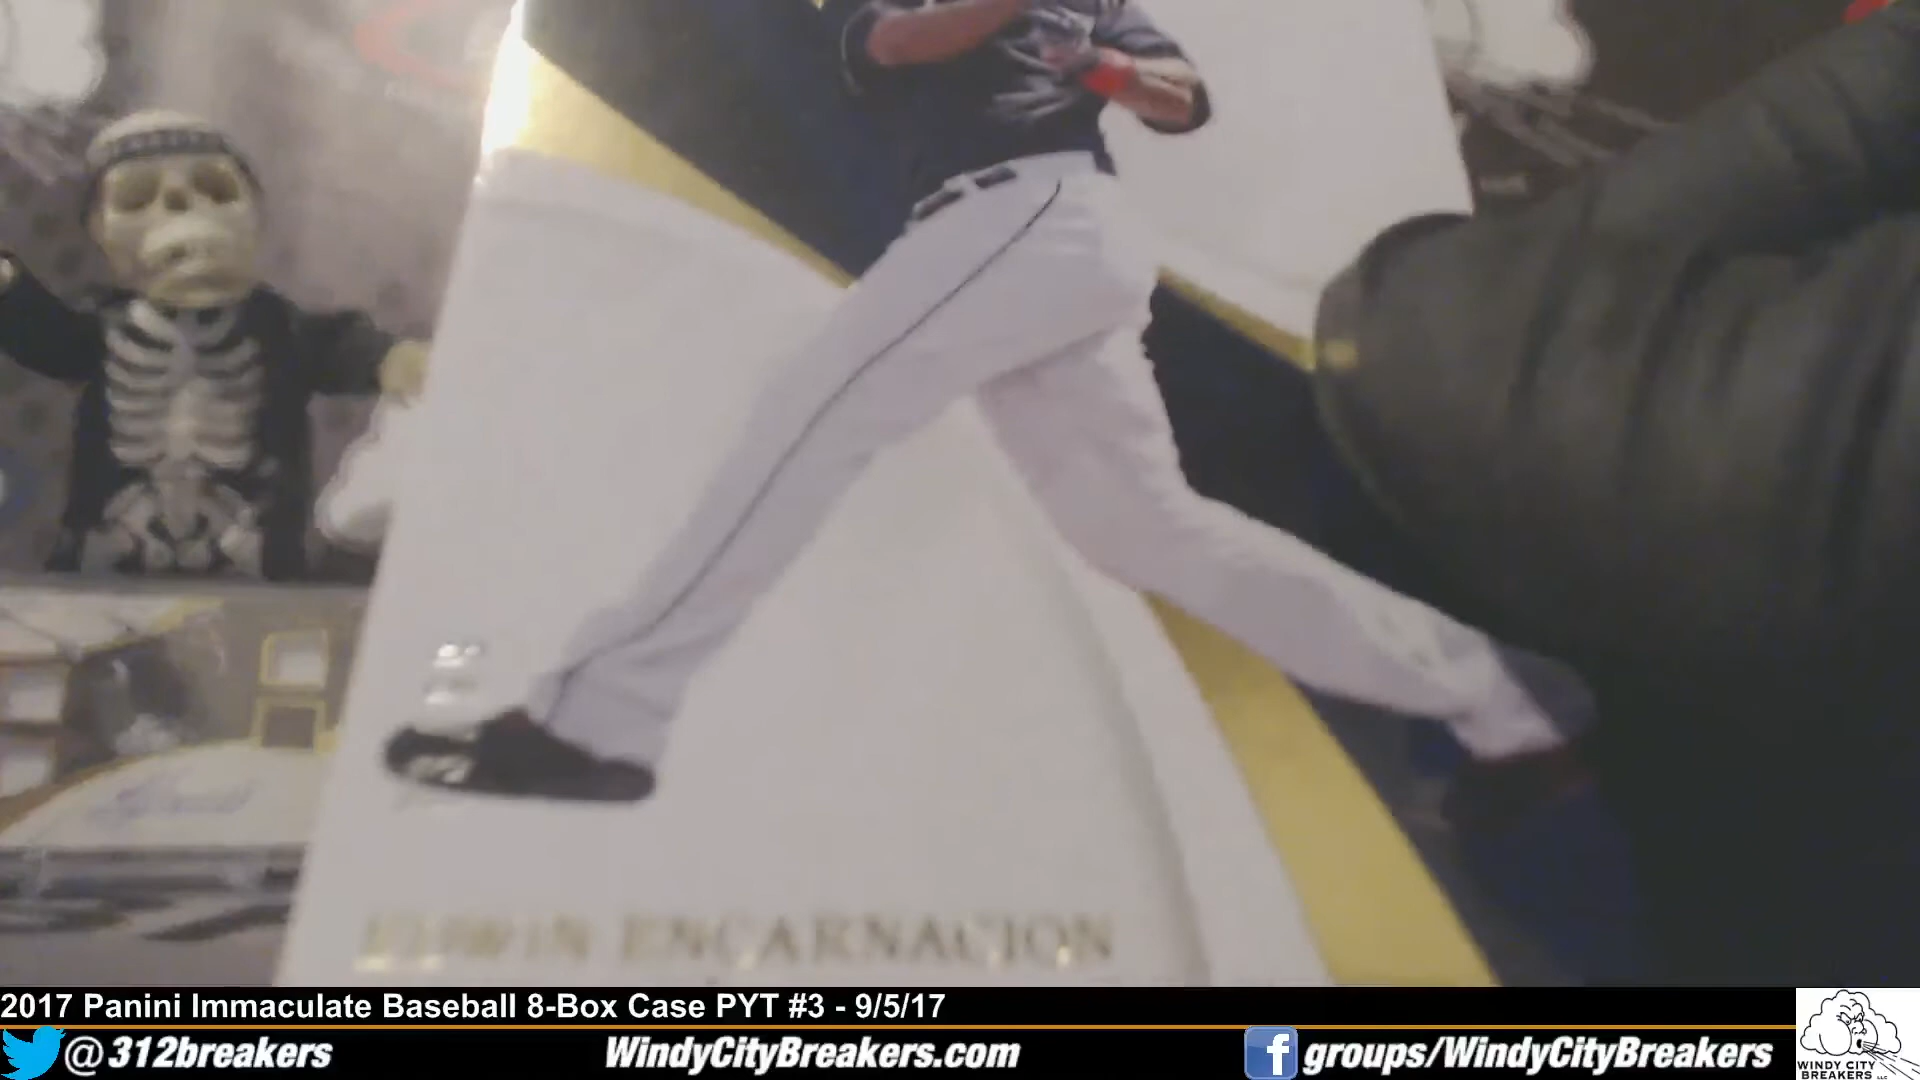 EDWIN ENCARNACION
2017 Panini Immaculate Baseball 8-Box Case PYT #3 - 9/5/17
@312breakers
WindyCityBreakers.com
f groups/WindyCityBreakers
WINDY CITY
BREAKERS LLC